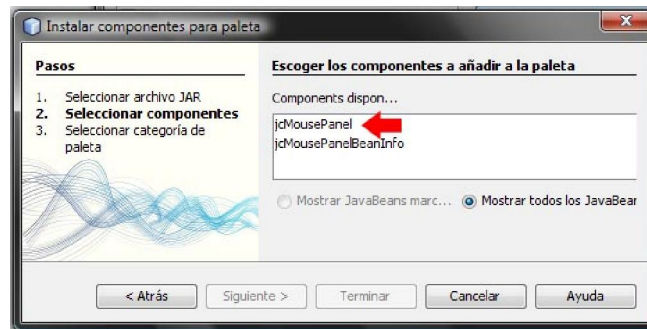 Instalar componentes para paleta
Pasos
1. Seleccionar archivo JAR
2. Seleccionar componentes
3. Seleccionar categoría de
paleta
Escoger los componentes a añadir a la paleta
Components dispon...
jcMousePanel
jcMousePanelBeanInfo
Mostrar JavaBeans marc... Mostrar todos los JavaBear
< Atrás Siguiente > Terminar Cancelar Ayuda